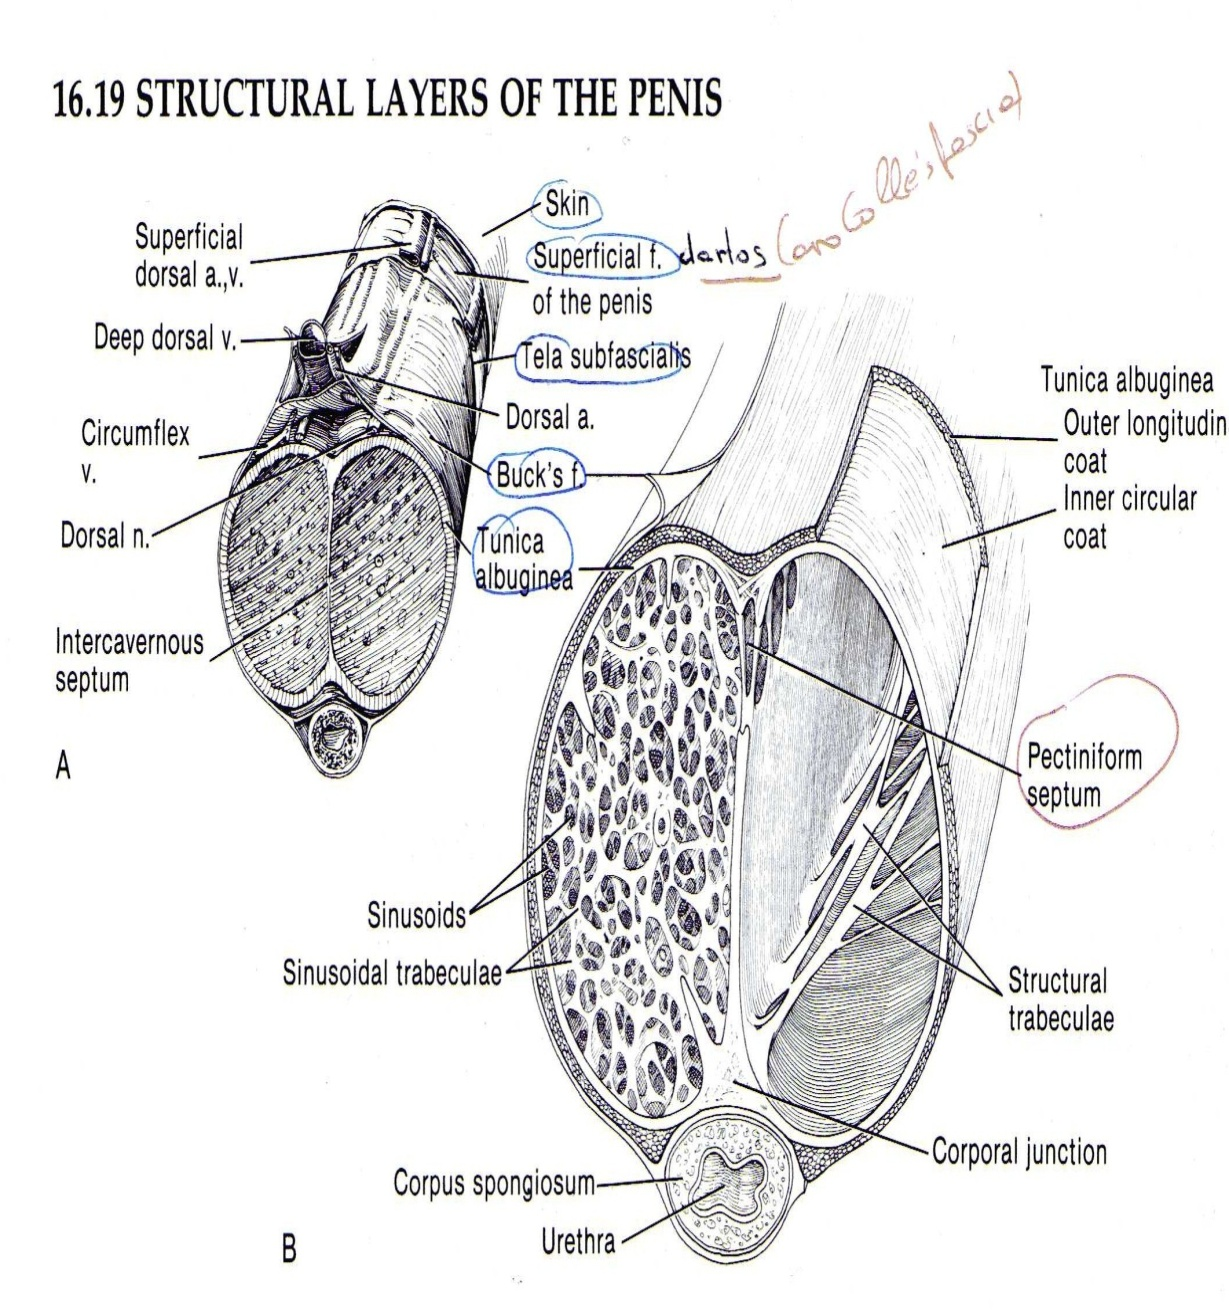 16.19 STRUCTURAL LAYERS OF THE PENIS
Superficial
dorsal a.,v.
Deep dorsal v.
Circumflex
v.
Dorsal n.
Intercavernous
septum
A
Skin
Superficial f. dartos
of the penis
Tela subfascialis
Dorsal a.
Buck's f.
Tunica
albuginea
Tunica albuginea
Outer longitudin
coat
Inner circular
coat
Pectiniform
septum
Sinusoids
Sinusoidal trabeculae
Structural
trabeculae
Corporal junction
Corpus spongiosum
Urethra
B